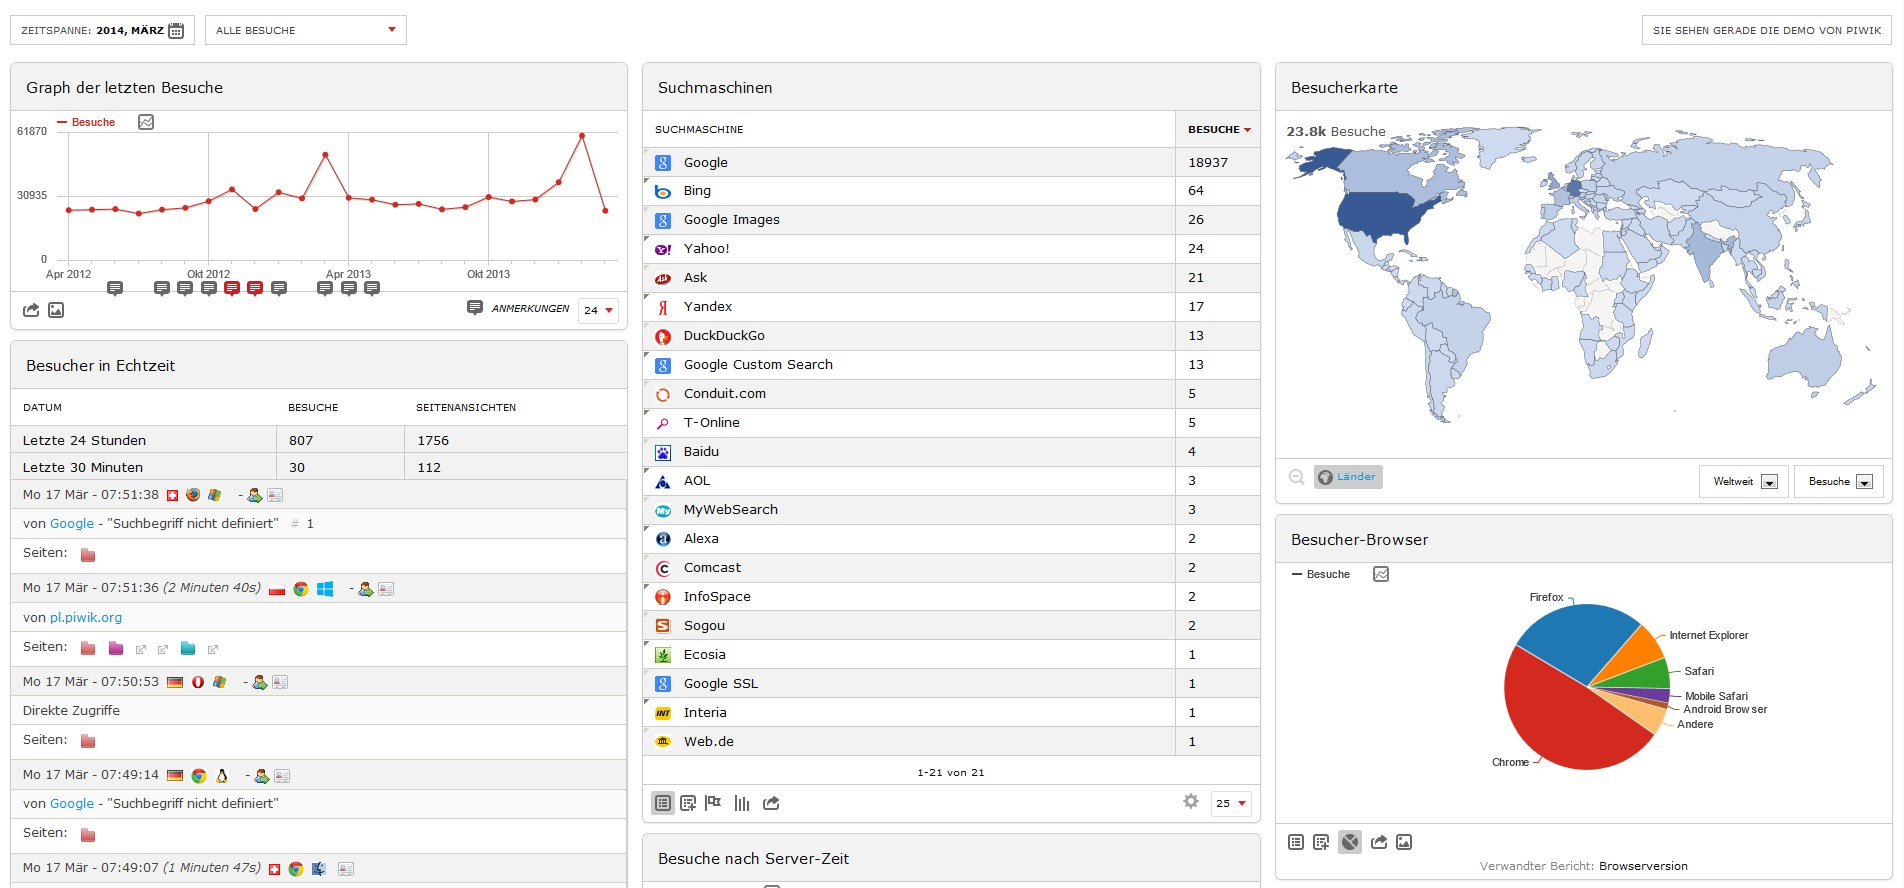 ZEITSPANNE: 2014, MÄRZ
ALLE BESUCHE
SIE SEHEN GERADE DIE DEMO VON PIWIK
Graph der letzten Besuche
Besuche
61870
30935
0
Apr 2012 Okt 2012 Apr 2013 Okt 2013
ANMERKUNGEN 24
Besucher in Echtzeit
DATUM BESUCHE SEITENANSICHTEN
Letzte 24 Stunden 807 1756
Letzte 30 Minuten 30 112
Mo 17 Mär - 07:51:38 -
von Google - "Suchbegriff nicht definiert" # 1
Seiten:
Mo 17 Mär - 07:51:36 (2 Minuten 40s) -
von pl.piwik.org
Seiten:
Mo 17 Mär - 07:50:53 -
Direkte Zugriffe
Seiten:
Mo 17 Mär - 07:49:14 -
von Google - "Suchbegriff nicht definiert"
Seiten:
Mo 17 Mär - 07:49:07 (1 Minuten 47s)
Suchmaschinen
SUCHMASCHINE BESUCHE
Google 18937
Bing 64
Google Images 26
Yahoo! 24
Ask 21
Yandex 17
DuckDuckGo 13
Google Custom Search 13
Conduit.com 5
T-Online 5
Baidu 4
AOL 3
MyWebSearch 3
Alexa 2
Comcast 2
InfoSpace 2
Sogou 2
Ecosia 1
Google SSL 1
Interia 1
Web.de 1
1-21 von 21
25
Besuche nach Server-Zeit
Besucherkarte
23.8k Besuche
Länder
Weltweit
Besuche
Besucher-Browser
Besuche
Firefox
Internet Explorer
Safari
Mobile Safari
Android Browser
Andere
Chrome
Verwandter Bericht: Browserversion